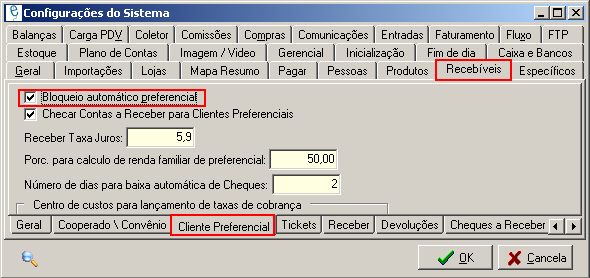 Configurações do Sistema
Balanças Carga PDV Coletor Comissões Compras Comunicações Entradas Faturamento Fluxo FTP
Estoque Plano de Contas Imagem / Video Gerencial Inicialização Fim de dia Caixa e Bancos
Geral Importações Lojas Mapa Resumo Pagar Pessoas Produtos Recebíveis Específicos
Bloqueio automático preferencial
Checar Contas a Receber para Clientes Preferenciais
Receber Taxa Juros: 5,9
Porc. para calculo de renda familiar de preferencial: 50,00
Número de dias para baixa automática de Cheques: 2
Centro de custos para lançamento de taxas de cobrança
Geral Cooperado \ Convênio Cliente Preferencial Tickets Receber Devoluções Cheques a Receber
OK Cancela